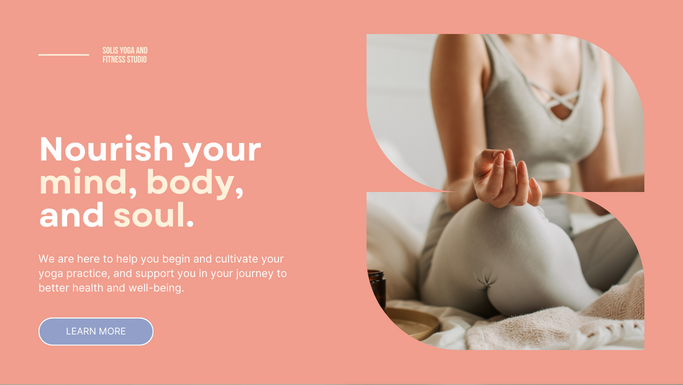 SOLIS YOGA AND
FITNESS STUDIO
Nourish your
mind, body,
and soul.
We are here to help you begin and cultivate your
yoga practice, and support you in your journey to
better health and well-being.
LEARN MORE